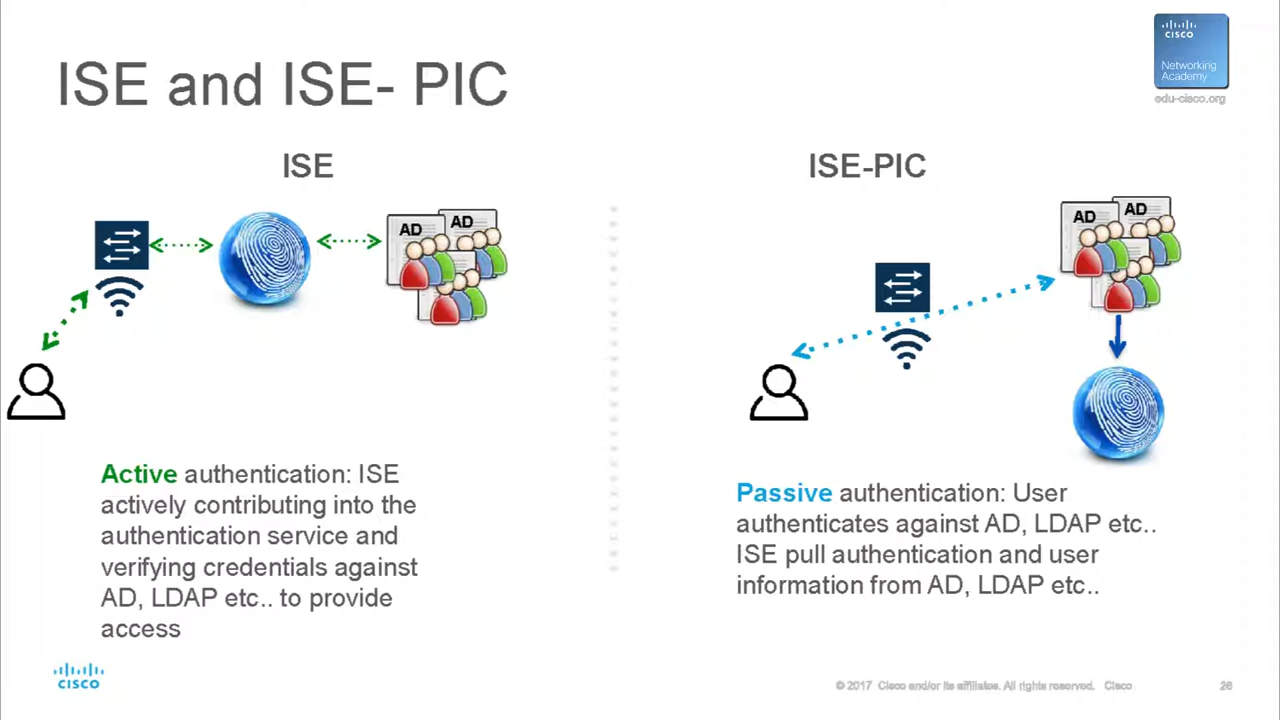 CISCO
Networking
Academy
edu-cisco.org
ISE and ISE- PIC
ISE
AD
AD
Active authentication: ISE
actively contributing into the
authentication service and
verifying credentials against
AD, LDAP etc.. to provide
access
ISE-PIC
AD
AD
Passive authentication: User
authenticates against AD, LDAP etc..
ISE pull authentication and user
information from AD, LDAP etc..
CISCO
© 2017 Cisco and/or its affiliates. All rights reserved. Cisco
26